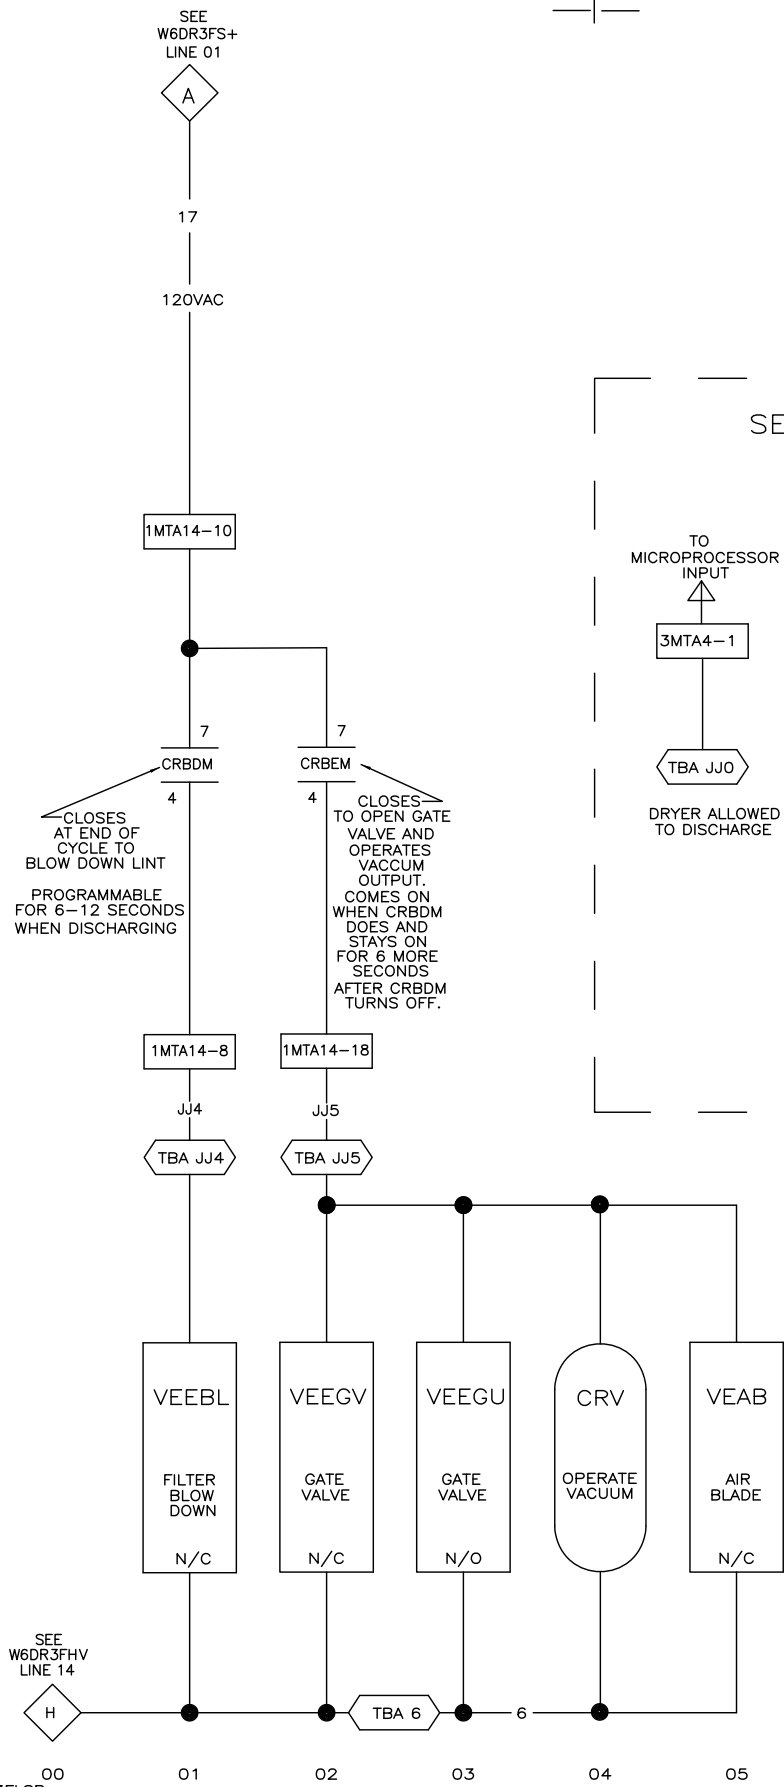 SEE
W6DR3FS+
LINE 01
A
17
120VAC
SE
1MTA14-10
TO
MICROPROCESSOR
INPUT
3MTA4-1
TBA JJ0
DRYER ALLOWED
TO DISCHARGE
7
CRBDM
4
7
CRBEM
4
CLOSES
AT END OF
CYCLE TO
BLOW DOWN LINT
PROGRAMMABLE
FOR 6-12 SECONDS
WHEN DISCHARGING
CLOSES
TO OPEN GATE
VALVE AND
OPERATES
VACCUM
OUTPUT.
COMES ON
WHEN CRBDM
DOES AND
STAYS ON
FOR 6 MORE
SECONDS
AFTER CRBDM
TURNS OFF.
1MTA14-8
1MTA14-18
JJ4
JJ5
TBA JJ4
TBA JJ5
VEEBL
FILTER
BLOW
DOWN
N/C
VEEGV
GATE
VALVE
N/C
VEEGU
GATE
VALVE
N/O
CRV
OPERATE
VACUUM
VEAB
AIR
BLADE
N/C
SEE
W6DR3FHV
LINE 14
H
TBA 6
6
00 01 02 03 04 05